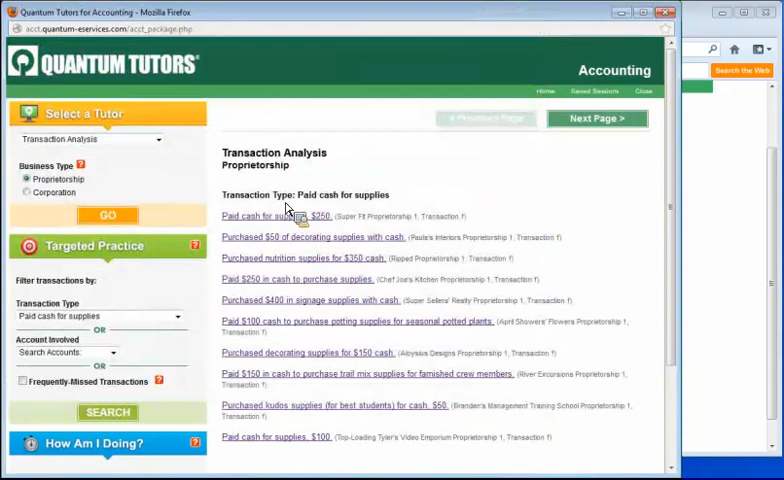 Quantum Tutors for Accounting - Mozilla Firefox
acct.quantum-eservices.com/acct_package.php
QUANTUM TUTORS
Accounting
Home Saved Sessions Close
Search the Web
Select a Tutor
Transaction Analysis
Business Type ?
Proprietorship
Corporation
GO
Targeted Practice ?
Filter transactions by:
Transaction Type
Paid cash for supplies
OR
Account Involved
Search Accounts:
OR
Frequently-Missed Transactions ?
SEARCH
How Am I Doing? ?
< Previous Page Next Page >
Transaction Analysis
Proprietorship
Transaction Type: Paid cash for supplies
Paid cash for $250. (Super Fit Proprietorship 1, Transaction f)
Purchased $50 of decorating supplies with cash. (Paula's Interiors Proprietorship 1, Transaction f)
Purchased nutrition supplies for $350 cash. (Ripped Proprietorship 1, Transaction f)
Paid $250 in cash to purchase supplies. (Chef Joe's Kitchen Proprietorship 1, Transaction f)
Purchased $400 in signage supplies with cash. (Super Sellers' Realty Proprietorship 1, Transaction f)
Paid $100 cash to purchase potting supplies for seasonal potted plants. (April Showers' Flowers Proprietorship 1,
Transaction f)
Purchased decorating supplies for $150 cash. (Aloysius Designs Proprietorship 1, Transaction f)
Paid $150 in cash to purchase trail mix supplies for famished crew members. (River Excursions Proprietorship 1,
Transaction f)
Purchased kudos supplies (for best students) for cash, $50. (Branden's Management Training School Proprietorship 1,
Transaction f)
Paid cash for supplies, $100. (Top-Loading Tyler's Video Emporium Proprietorship 1, Transaction f)